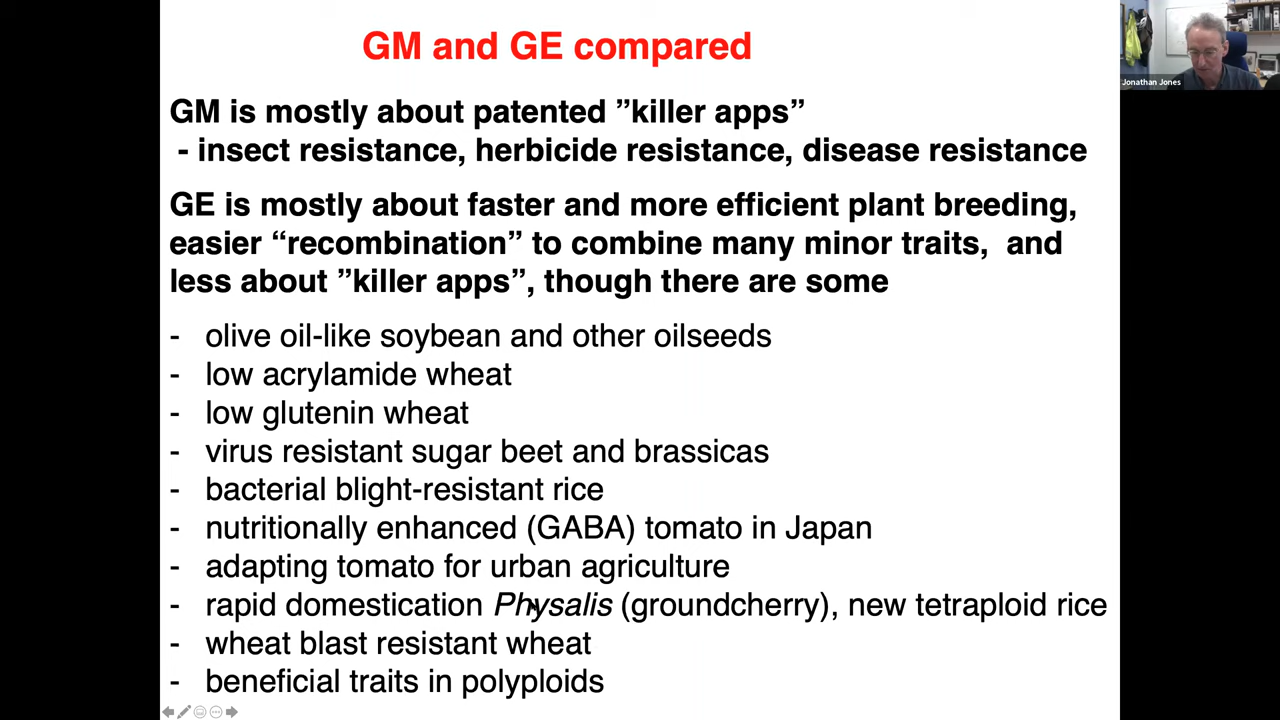 GM and GE compared
GM is mostly about patented ”killer apps”
- insect resistance, herbicide resistance, disease resistance
GE is mostly about faster and more efficient plant breeding,
easier “recombination” to combine many minor traits, and
less about ”killer apps”, though there are some
- olive oil-like soybean and other oilseeds
- low acrylamide wheat
- low glutenin wheat
- virus resistant sugar beet and brassicas
- bacterial blight-resistant rice
- nutritionally enhanced (GABA) tomato in Japan
- adapting tomato for urban agriculture
- rapid domestication Physalis (groundcherry), new tetraploid rice
- wheat blast resistant wheat
- beneficial traits in polyploids
Jonathan Jones